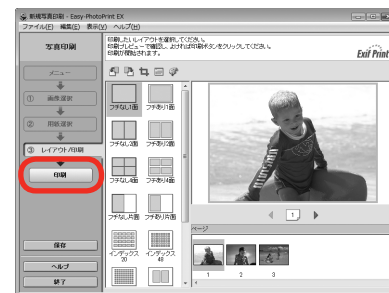 新規写真印刷 - Easy-PhotoPrint EX
ファイル(F) 編集(E) 表示(V) ヘルプ(H)
写真印刷
印刷したいレイアウトを選択してください。
印刷プレビューで確認し、よければ印刷ボタンをクリックしてください。
印刷が開始されます。
Exif Print
メニュー
① 画像選択
② 用紙選択
③ レイアウト/印刷
印刷
保存
ヘルプ
終了
フチなし1面 フチあり1面
フチなし2面 フチあり2面
フチなし4面 フチあり4面
フチなし片面 フチあり片面
インデックス 20
インデックス 48
1
ページ
1 2 3